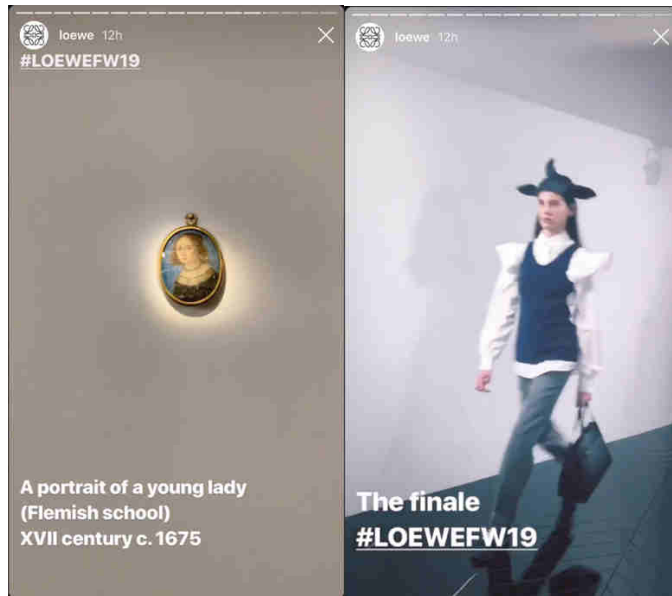 loewe 12h
#LOEWEFW19
A portrait of a young lady
(Flemish school)
XVII century c. 1675
loewe 12h
The finale
#LOEWEFW19